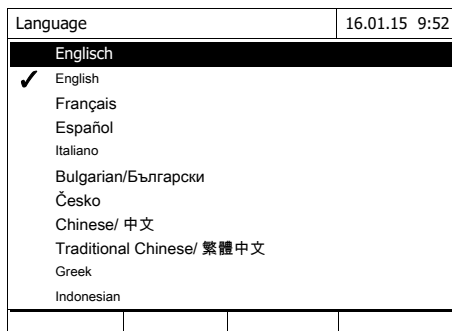 Language 16.01.15 9:52
Englisch
✓ English
Français
Español
Italiano
Bulgarian/Български
Česko
Chinese/ 中文
Traditional Chinese/ 繁體中文
Greek
Indonesian